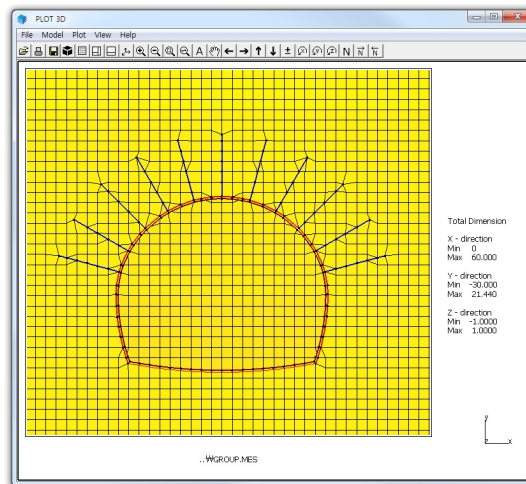 PLOT 3D
File Model Plot View Help
A ± N N N
Total Dimension
X - direction
Min 0
Max 60.000
Y - direction
Min -30.000
Max 21.440
Z - direction
Min -1.0000
Max 1.0000
y
z x
..₩GROUP.MES